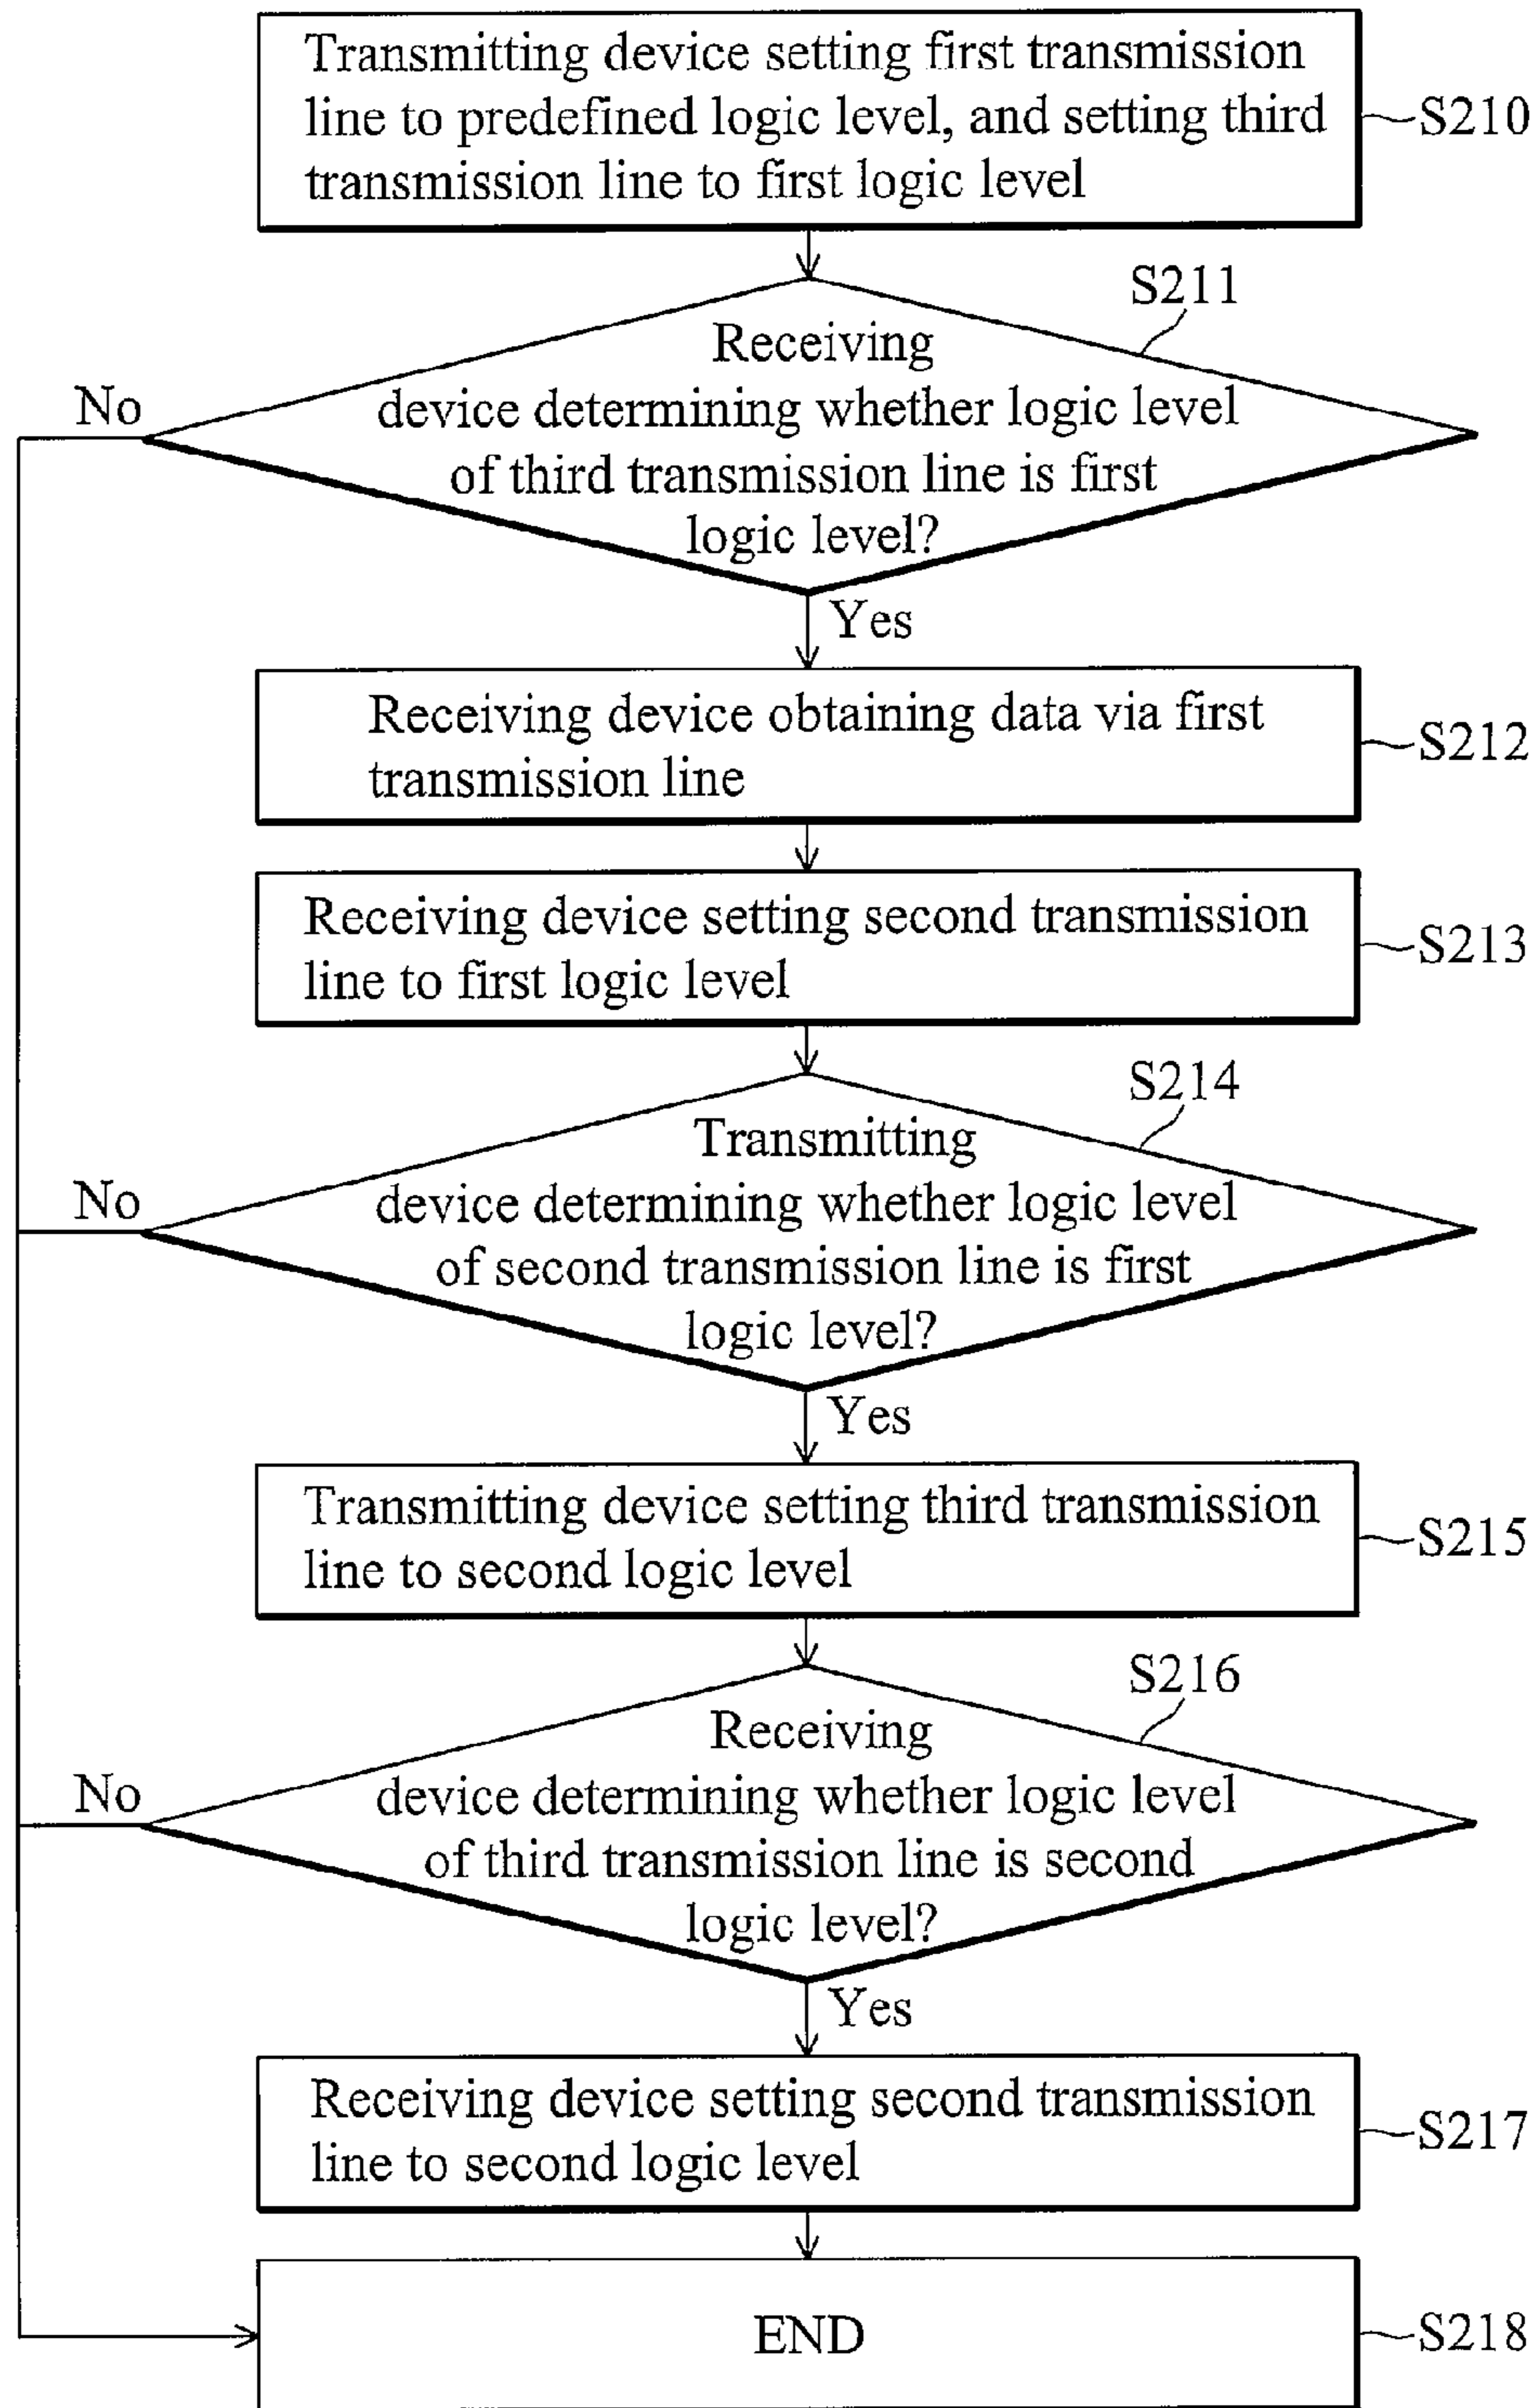 Transmitting device setting first transmission
line to predefined logic level, and setting third
transmission line to first logic level
S210
S211
Receiving
device determining whether logic level
of third transmission line is first
logic level?
No
Yes
Receiving device obtaining data via first
transmission line
S212
Receiving device setting second transmission
line to first logic level
S213
S214
Transmitting
device determining whether logic level
of second transmission line is first
logic level?
No
Yes
Transmitting device setting third transmission
line to second logic level
S215
S216
Receiving
device determining whether logic level
of third transmission line is second
logic level?
No
Yes
Receiving device setting second transmission
line to second logic level
S217
END
S218